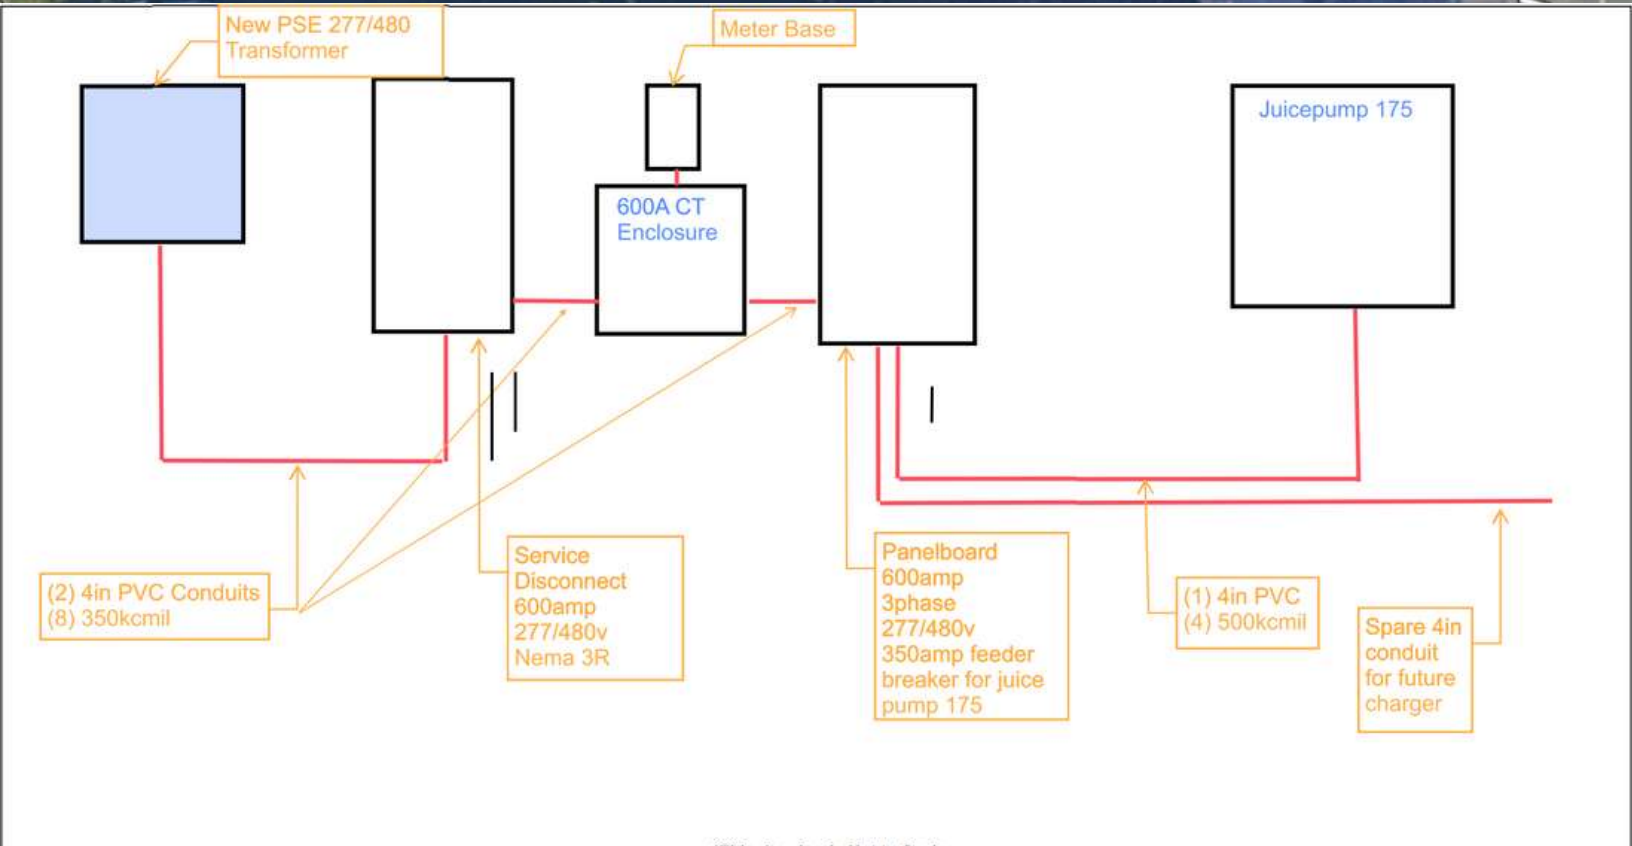 New PSE 277/480
Transformer
Meter Base
Juicepump 175
600A CT
Enclosure
(2) 4in PVC Conduits
(8) 350kcmil
Service
Disconnect
600amp
277/480v
Nema 3R
Panelboard
600amp
3phase
277/480v
350amp feeder
breaker for juice
pump 175
(1) 4in PVC
(4) 500kcmil
Spare 4in
conduit
for future
charger